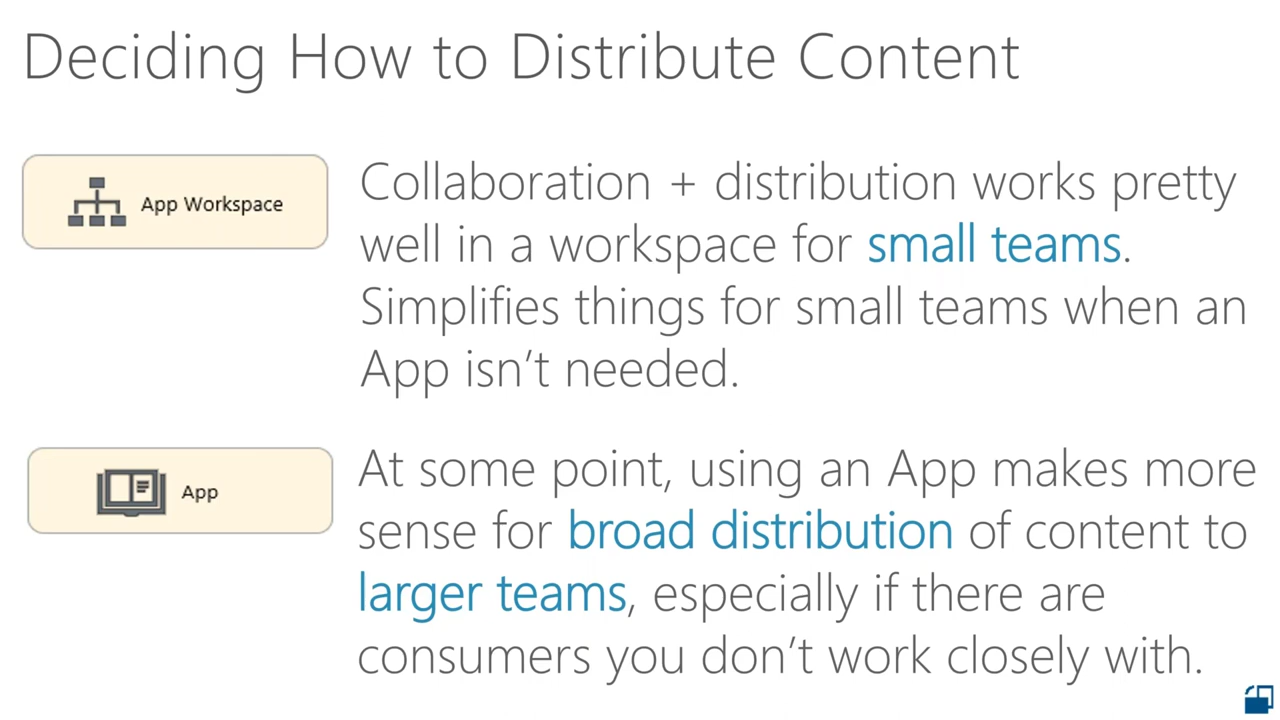 Deciding How to Distribute Content
App Workspace
Collaboration + distribution works pretty
well in a workspace for small teams.
Simplifies things for small teams when an
App isn’t needed.
App
At some point, using an App makes more
sense for broad distribution of content to
larger teams, especially if there are
consumers you don’t work closely with.